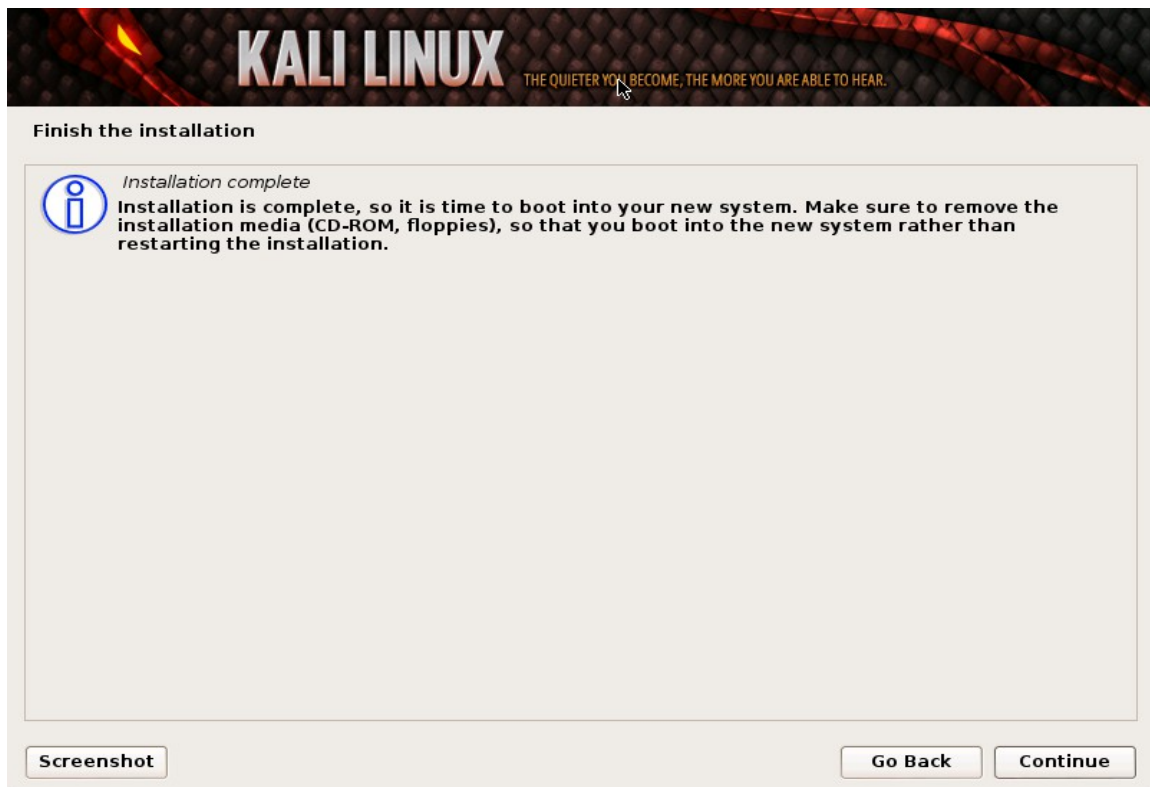 KALI LINUX THE QUIETER YOU BECOME, THE MORE YOU ARE ABLE TO HEAR.
Finish the installation
Installation complete
Installation is complete, so it is time to boot into your new system. Make sure to remove the
installation media (CD-ROM, floppies), so that you boot into the new system rather than
restarting the installation.
Screenshot Go Back Continue